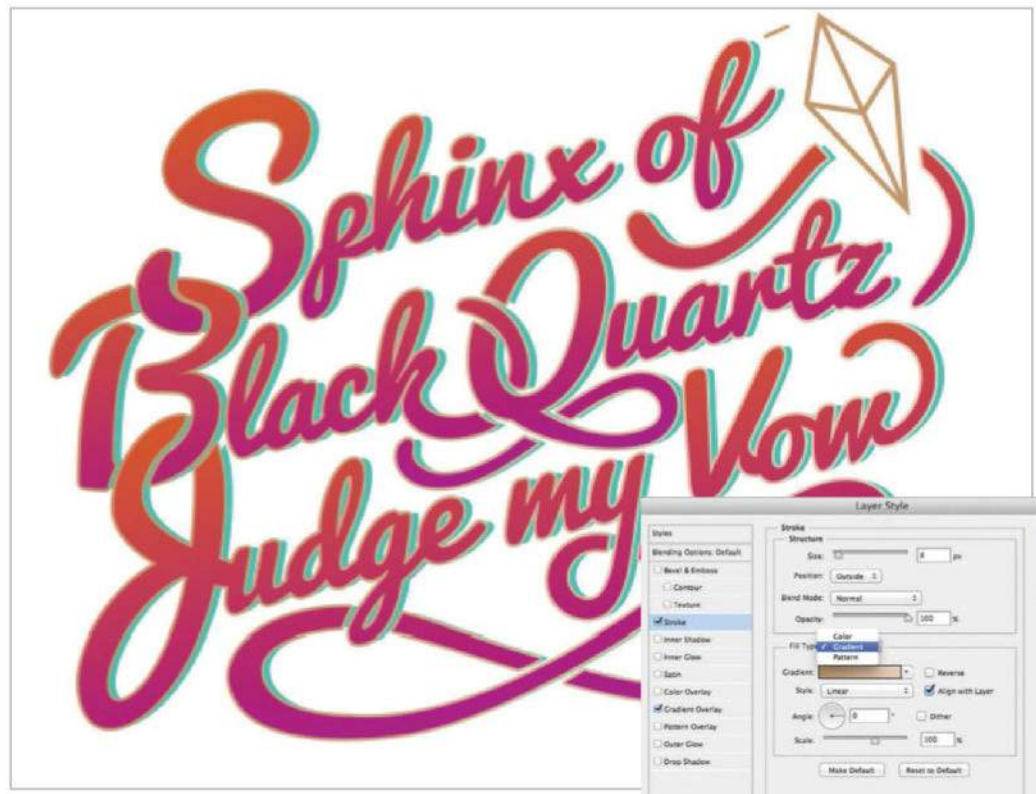 Sphinx of
Black Quartz
Judge my Vow
Layer Style
Styles
Blending Options: Default
Bevel & Emboss
Contour
Texture
Stroke
Inner Shadow
Inner Glow
Satin
Color Overlay
Gradient Overlay
Pattern Overlay
Outer Glow
Drop Shadow
Stroke
Structure
Size: px
Position: Outside
Blend Mode: Normal
Opacity: 100 %
Color
Fill Type Gradient
Pattern
Gradient: Reverse
Style: Linear Align with Layer
Angle: 0 ° Dither
Scale: 100 %
Make Default Reset to Default